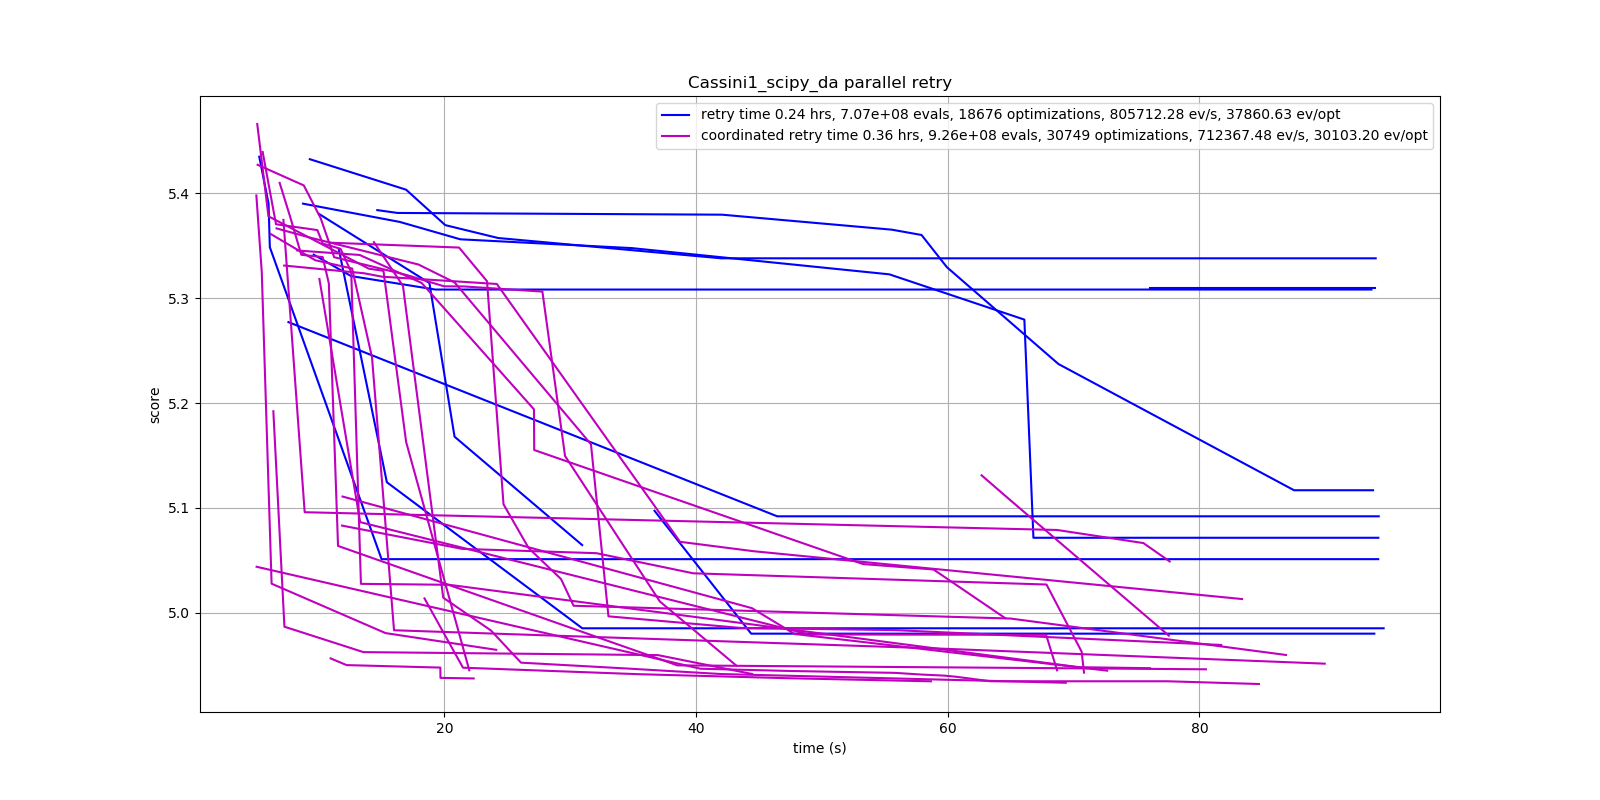 Cassini1_scipy_da parallel retry
retry time 0.24 hrs, 7.07e+08 evals, 18676 optimizations, 805712.28 ev/s, 37860.63 ev/opt
coordinated retry time 0.36 hrs, 9.26e+08 evals, 30749 optimizations, 712367.48 ev/s, 30103.20 ev/opt
5.4
5.3
5.2
5.1
5.0
score
20 40 60 80
time (s)